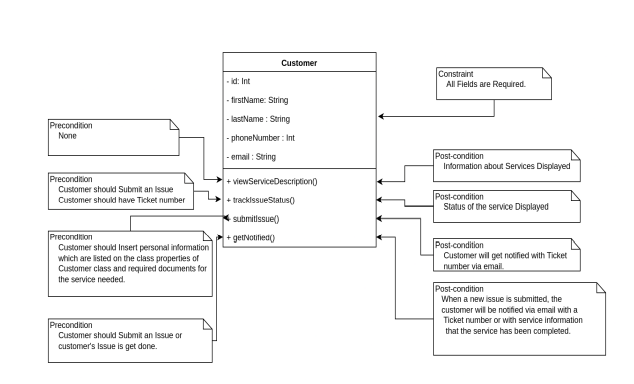 Customer
- id: Int
- firstName: String
- lastName : String
- phoneNumber : Int
- email : String
+ viewServiceDescription()
+ trackIssueStatus()
+ submitIssue()
+ getNotified()
Precondition
None
Precondition
Customer should Submit an Issue
Customer should have Ticket number
Precondition
Customer should Insert personal information
which are listed on the class properties of
Customer class and required documents for
the service needed.
Precondition
Customer should Submit an Issue or
customer's Issue is get done.
Constraint
All Fields are Required.
Post-condition
Information about Services Displayed
Post-condition
Status of the service Displayed
Post-condition
Customer will get notified with Ticket
number via email.
Post-condition
When a new issue is submitted, the
customer will be notified via email with a
Ticket number or with service information
that the service has been completed.